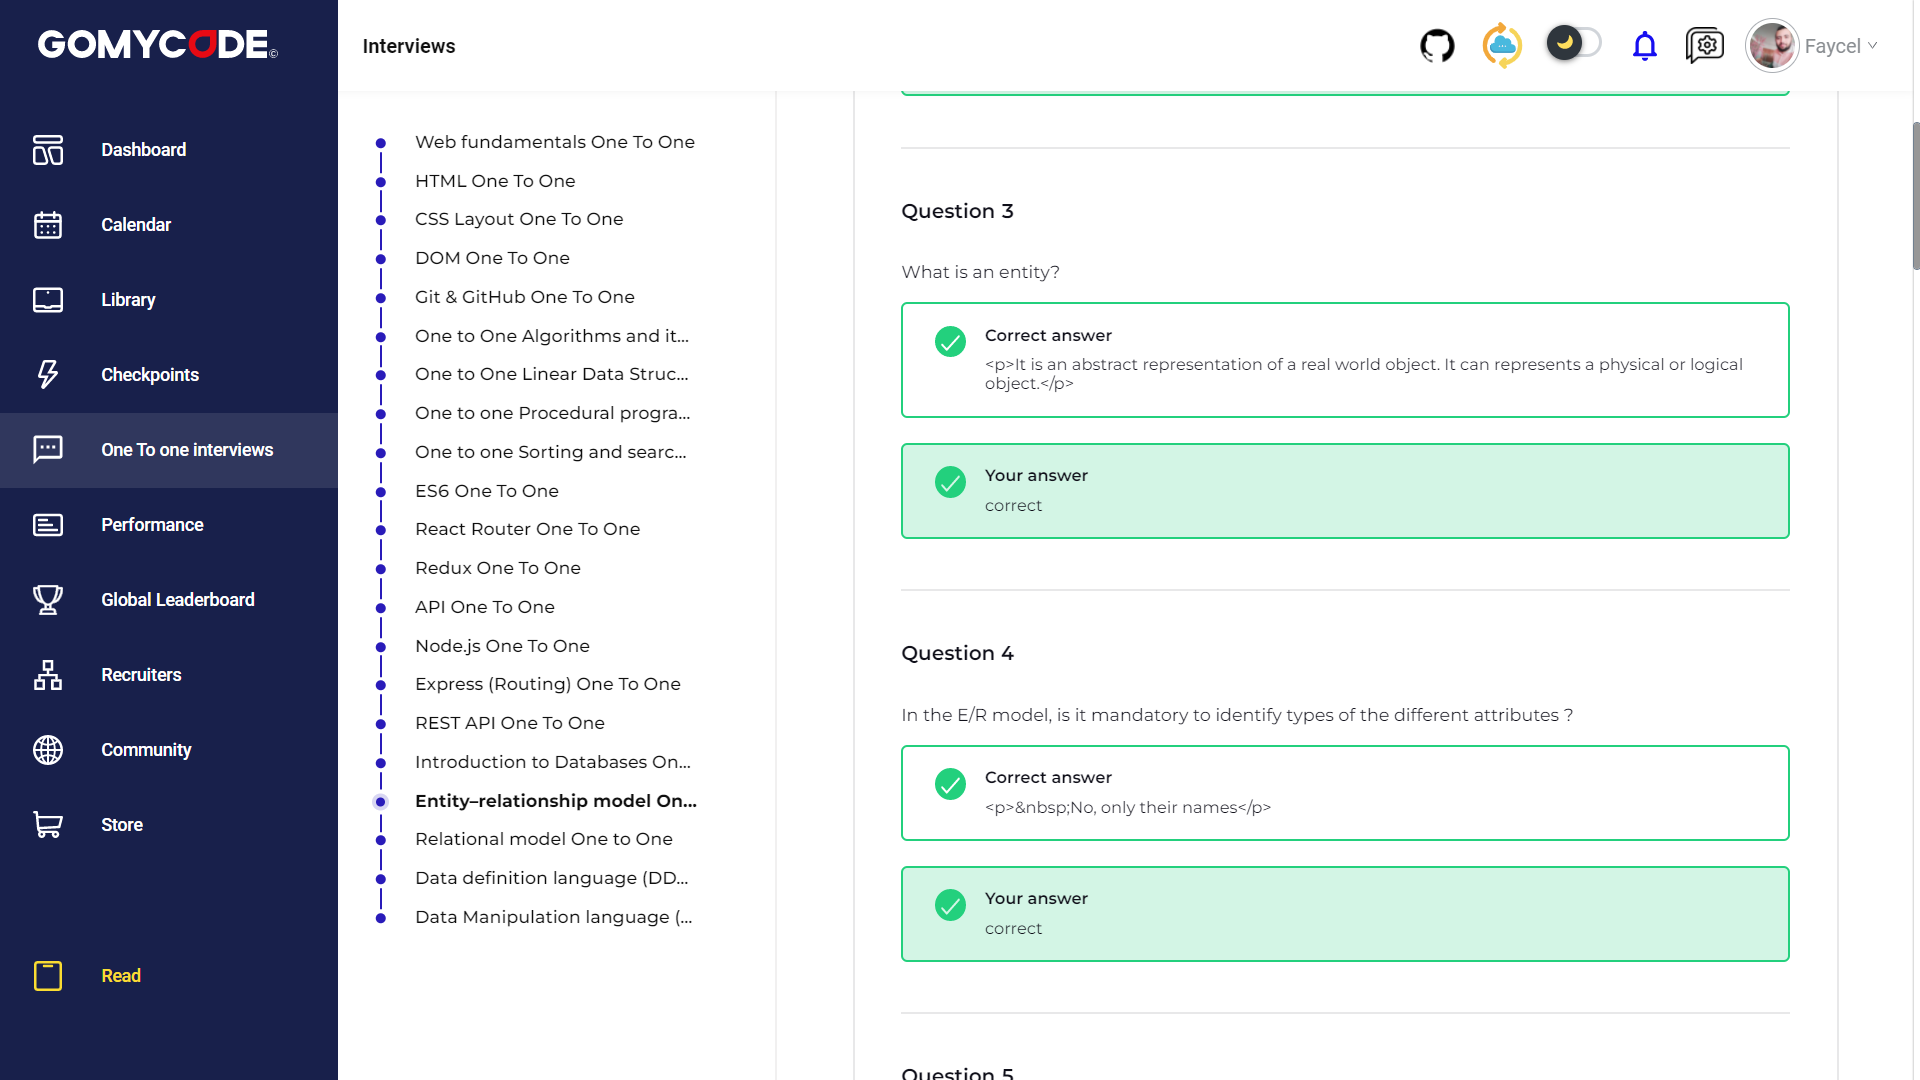 GOMYCODE©
Interviews
Faycel
Dashboard
Calendar
Library
Checkpoints
One To one interviews
Performance
Global Leaderboard
Recruiters
Community
Store
Read
Web fundamentals One To One
HTML One To One
CSS Layout One To One
DOM One To One
Git & GitHub One To One
One to One Algorithms and it...
One to One Linear Data Struc...
One to one Procedural progra...
One to one Sorting and searc...
ES6 One To One
React Router One To One
Redux One To One
API One To One
Node.js One To One
Express (Routing) One To One
REST API One To One
Introduction to Databases On...
Entity–relationship model On...
Relational model One to One
Data definition language (DD...
Data Manipulation language (...
Question 3
What is an entity?
Correct answer
<p>It is an abstract representation of a real world object. It can represents a physical or logical
object.</p>
Your answer
correct
Question 4
In the E/R model, is it mandatory to identify types of the different attributes ?
Correct answer
<p>&nbsp;No, only their names</p>
Your answer
correct
Question 5